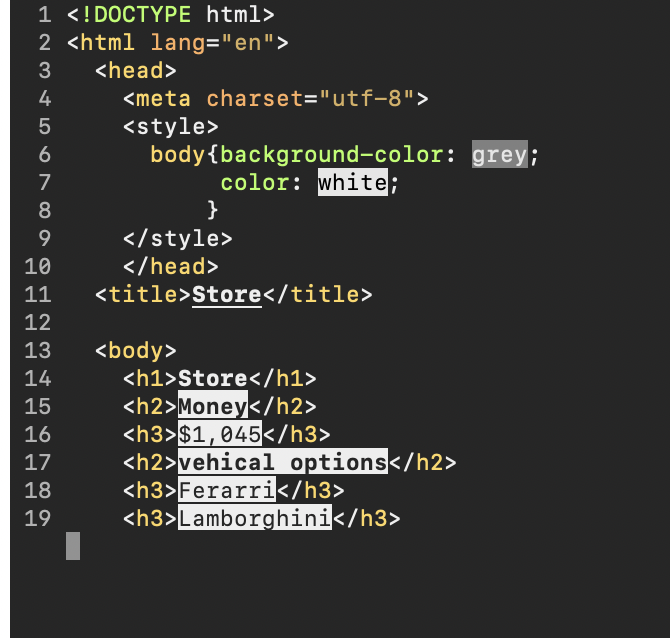 1 <!DOCTYPE html>
2 <html lang="en">
3   <head>
4     <meta charset="utf-8">
5     <style>
6       body{background-color: grey;
7            color: white;
8           }
9     </style>
10     </head>
11   <title>Store</title>
12
13   <body>
14     <h1>Store</h1>
15     <h2>Money</h2>
16     <h3>$1,045</h3>
17     <h2>vehical options</h2>
18     <h3>Ferarri</h3>
19     <h3>Lamborghini</h3>